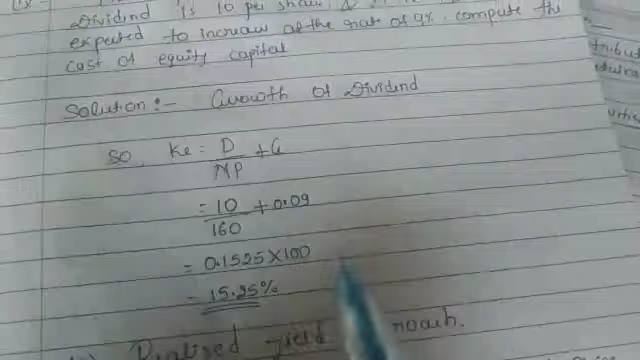 Dividend is 10 per share &
expected to increase at the rate of 9%. compute the
cost of equity capital
Solution:- Growth of Dividend
So, Ke = D/MP + G
= 10/160 + 0.09
= 0.1525 × 100
= 15.25%
Realised yield